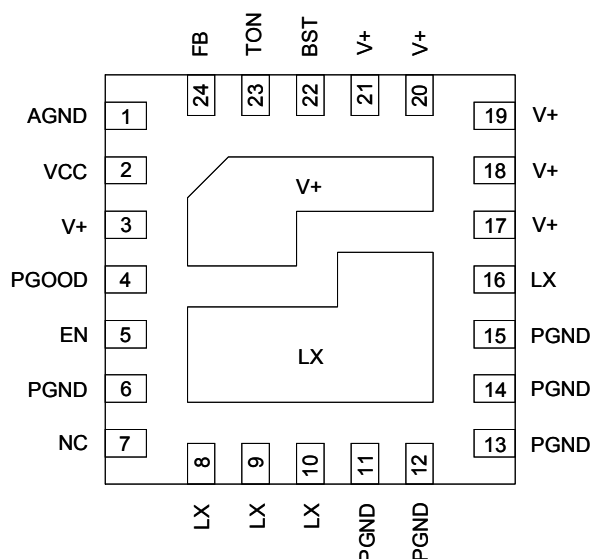 FB TON BST V+ V+
24 23 22 21 20
AGND 1 19 V+
VCC 2 18 V+
V+
V+ 3 17 V+
PGOOD 4 16 LX
EN 5 15 PGND
LX
PGND 6 14 PGND
NC 7 13 PGND
8 9 10 11 12
LX LX LX PGND PGND